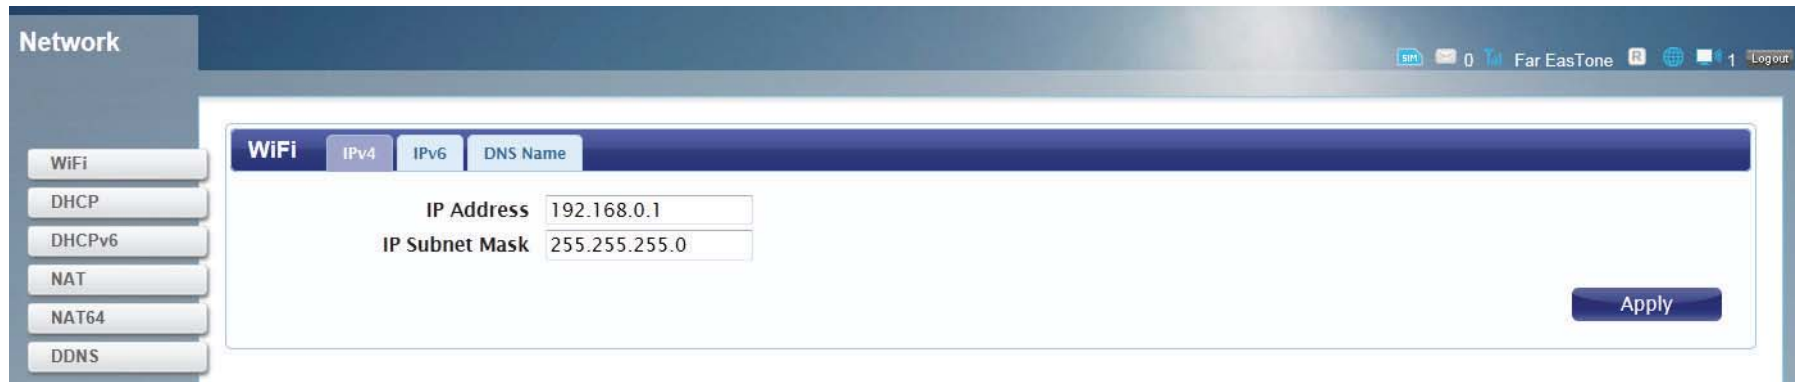 Network
SIM 0 Far EasTone R 1 Logout
WiFi IPv4 IPv6 DNS Name
WiFi
DHCP
DHCPv6
NAT
NAT64
DDNS
IP Address 192.168.0.1
IP Subnet Mask 255.255.255.0
Apply